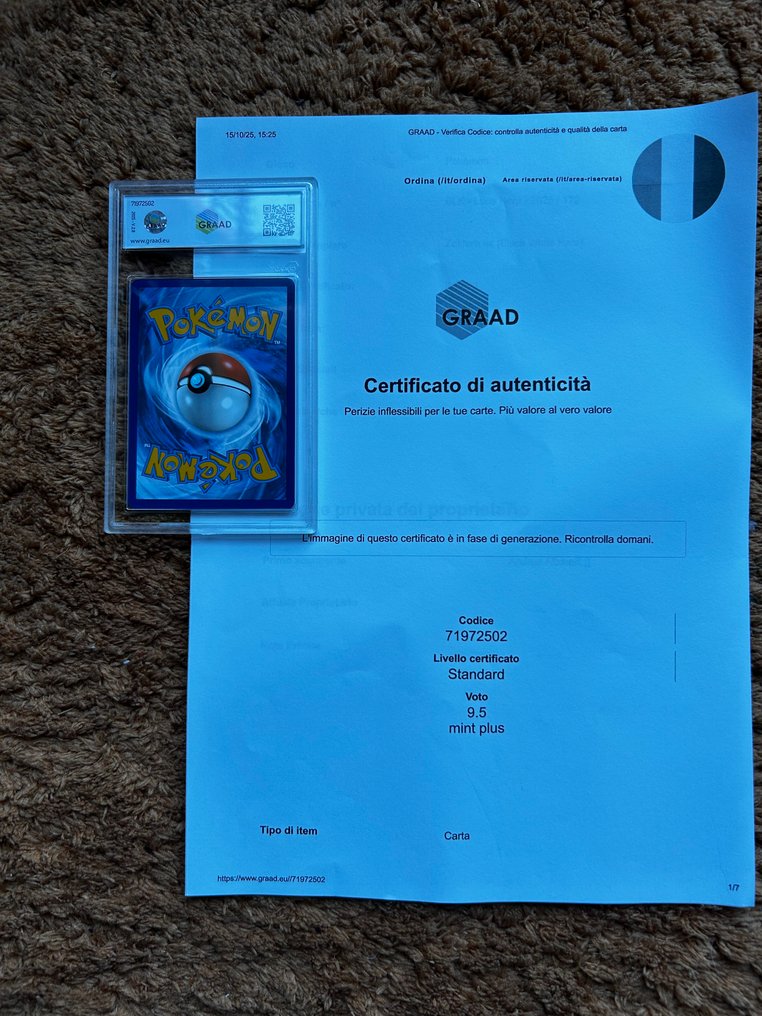 15/10/25, 15:25
GRAAD - Verifica Codice: controlla autenticità e qualità della carta
Ordina (/it/ordina)
Area riservata (/it/area-riservata)
71972502
GRAAD
www.graad.eu
POKéMON
TM
POKéMON
TM
GRAAD
Certificato di autenticità
Perizie inflessibili per le tue carte. Più valore al vero valore
L'immagine di questo certificato è in fase di generazione. Ricontrolla domani.
Codice
71972502
Livello certificato
Standard
Voto
9.5
mint plus
Tipo di item
Carta
https://www.graad.eu//71972502
1/7